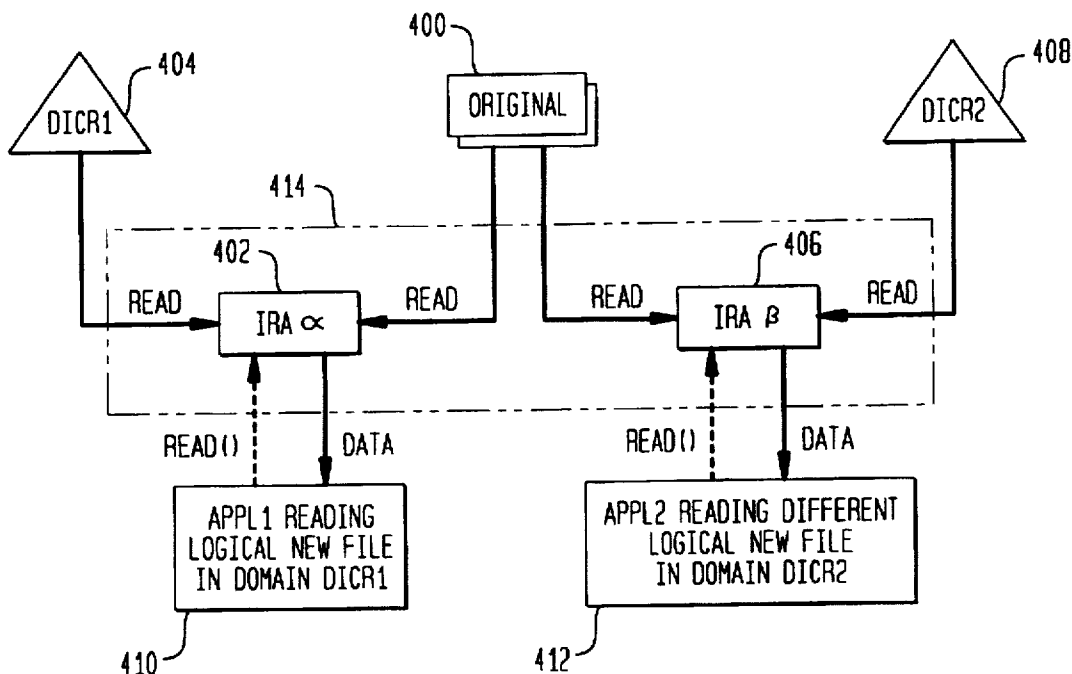 400
404
408
DICR1
ORIGINAL
DICR2
414
402
406
READ
READ
READ
READ
IRA ∝
IRA β
READ()
DATA
READ()
DATA
APPL1 READING
LOGICAL NEW FILE
IN DOMAIN DICR1
APPL2 READING DIFFERENT
LOGICAL NEW FILE
IN DOMAIN DICR2
410
412